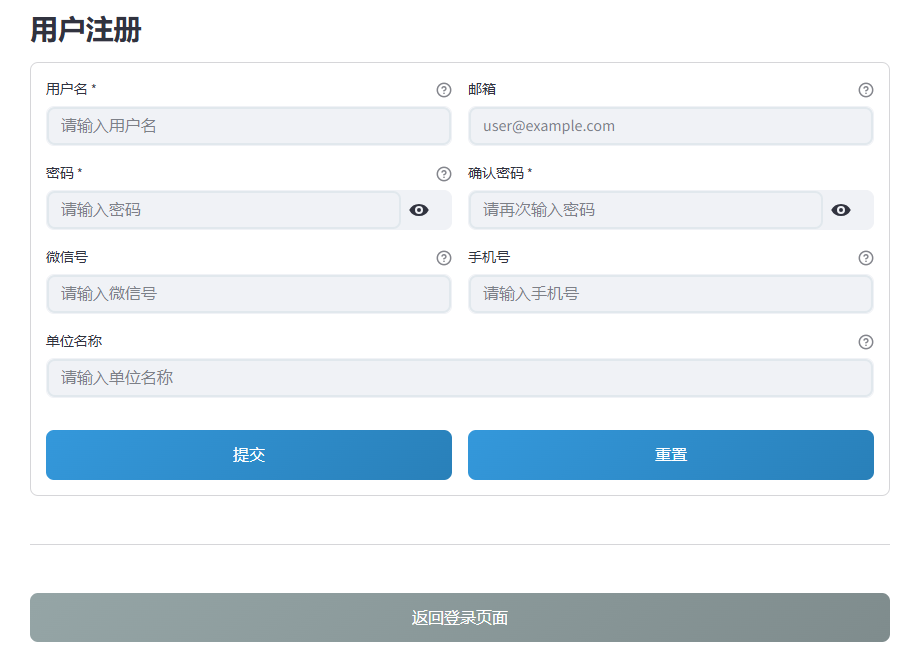 用户注册
用户名 *
邮箱
请输入用户名
user@example.com
密码 *
确认密码 *
请输入密码
请再次输入密码
微信号
手机号
请输入微信号
请输入手机号
单位名称
请输入单位名称
提交
重置
返回登录页面